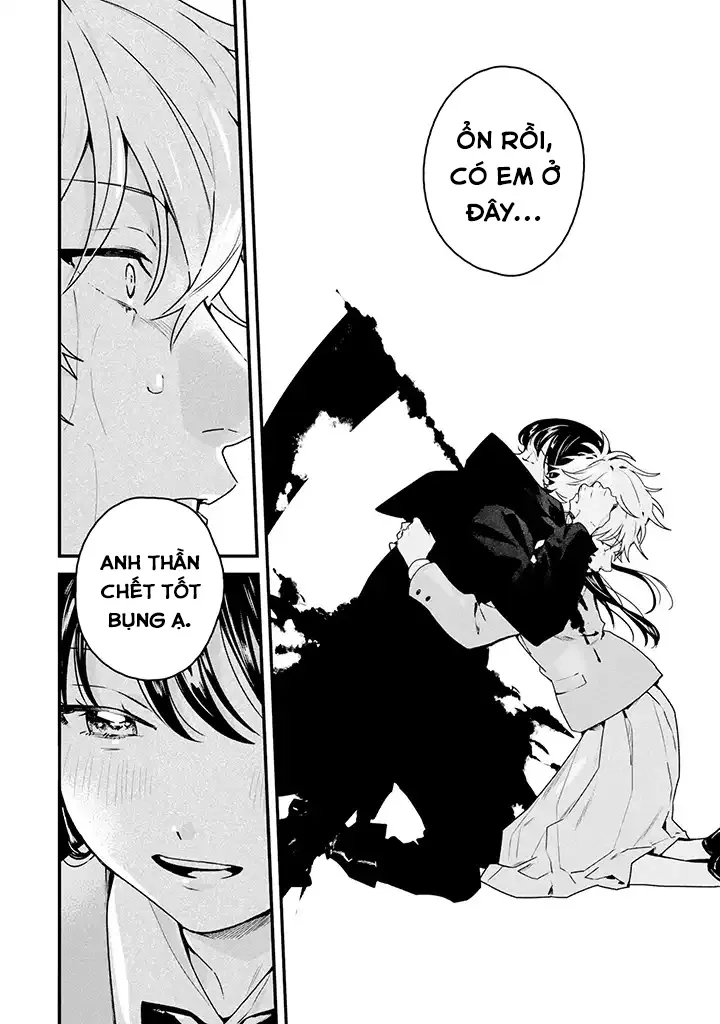 ỔN RỒI,
CÓ EM Ở
ĐÂY...
ANH THẦN
CHẾT TỐT
BỤNG Ạ.